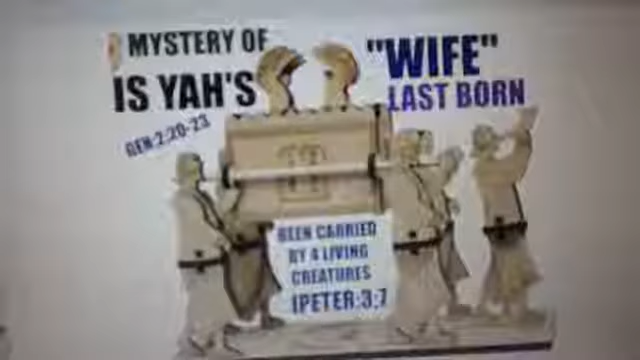 MYSTERY OF
IS YAH'S
"WIFE"
LAST BORN
GEN:2:20-23
BEEN CARRIED
BY 4 LIVING
CREATURES
1PETER:3:7